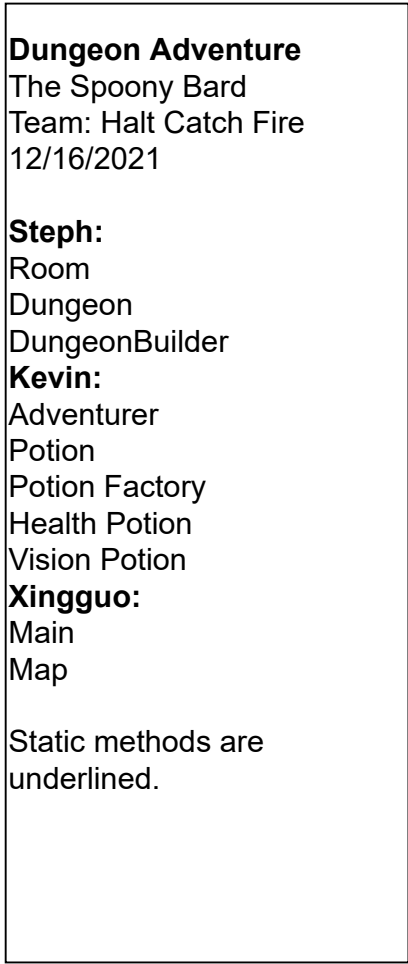 Dungeon Adventure
The Spoony Bard
Team: Halt Catch Fire
12/16/2021
Steph:
Room
Dungeon
DungeonBuilder
Kevin:
Adventurer
Potion
Potion Factory
Health Potion
Vision Potion
Xingguo:
Main
Map
Static methods are
underlined.